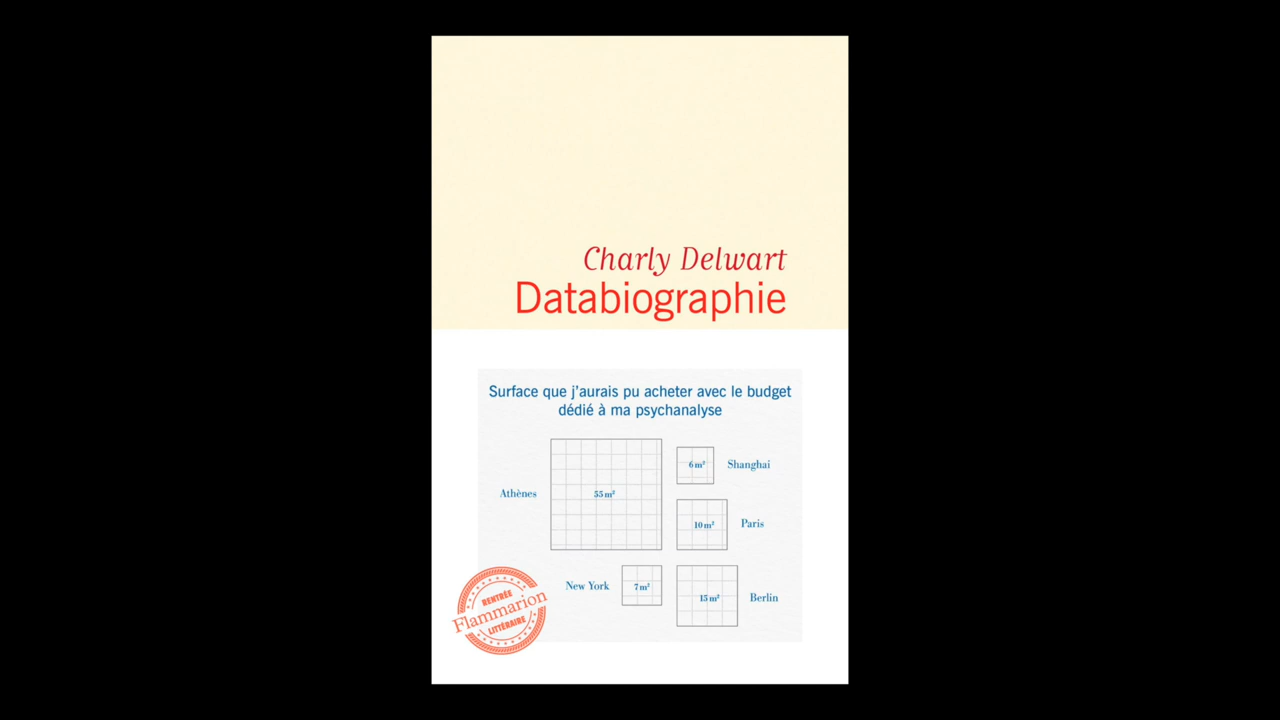 Charly Delwart
Databiographie
Surface que j'aurais pu acheter avec le budget
dédié à ma psychanalyse
Athènes
55 m²
6 m²
Shanghai
10 m²
Paris
New York
7 m²
15 m²
Berlin
RENTRÉE
Flammarion
LITTÉRAIRE